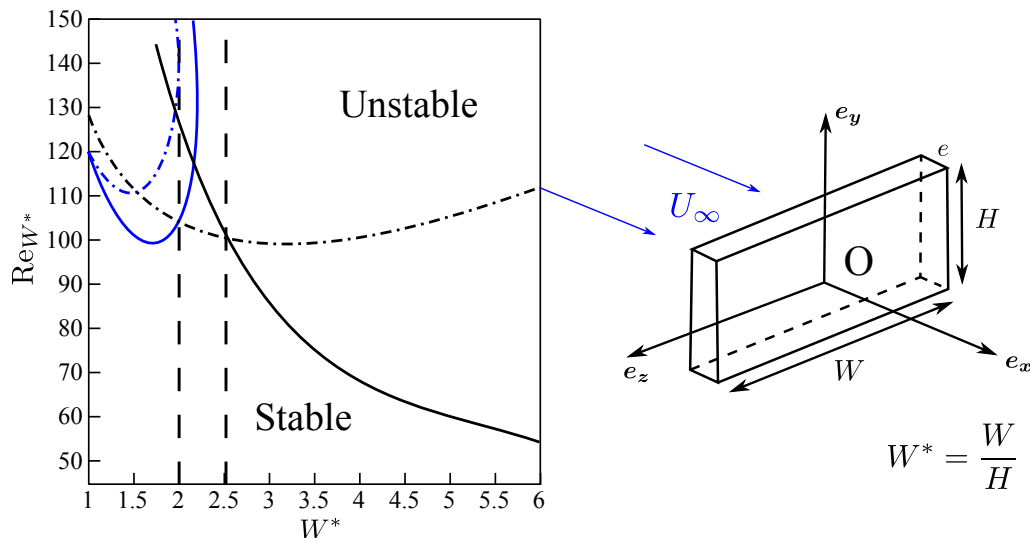 150
140
130
120
110
100
90
80
70
60
50
Re_{W*}
Unstable
Stable
1 1.5 2 2.5 3 3.5 4 4.5 5 5.5 6
W*
U∞
e_y
e
H
O
W
e_z
e_x
W* = W/H